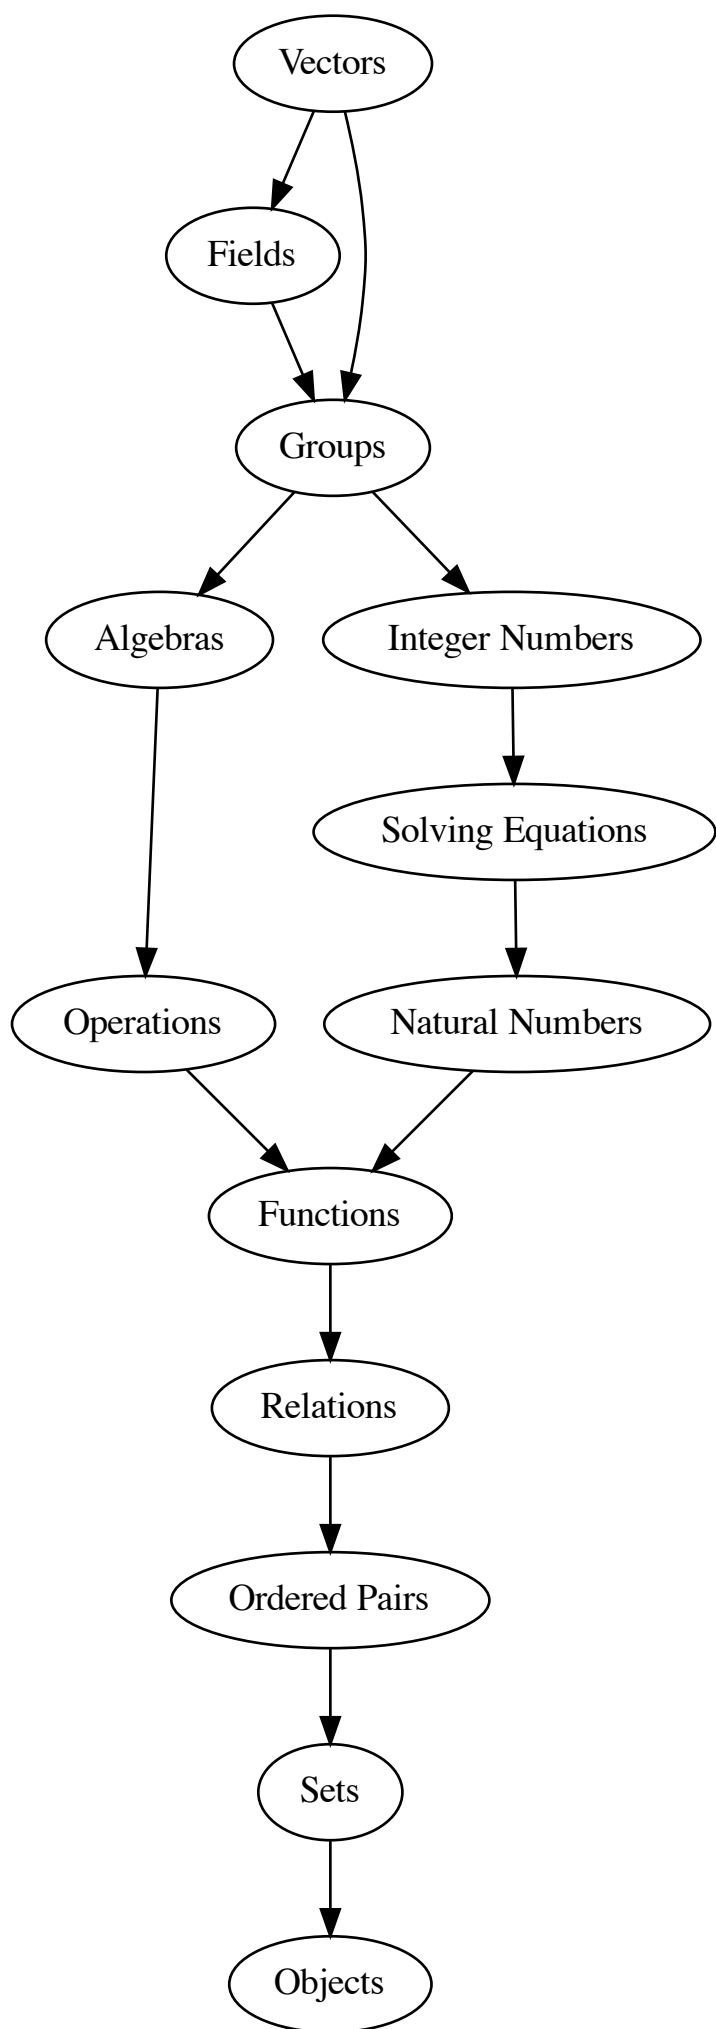 Vectors
Fields
Groups
Algebras
Integer Numbers
Solving Equations
Operations
Natural Numbers
Functions
Relations
Ordered Pairs
Sets
Objects